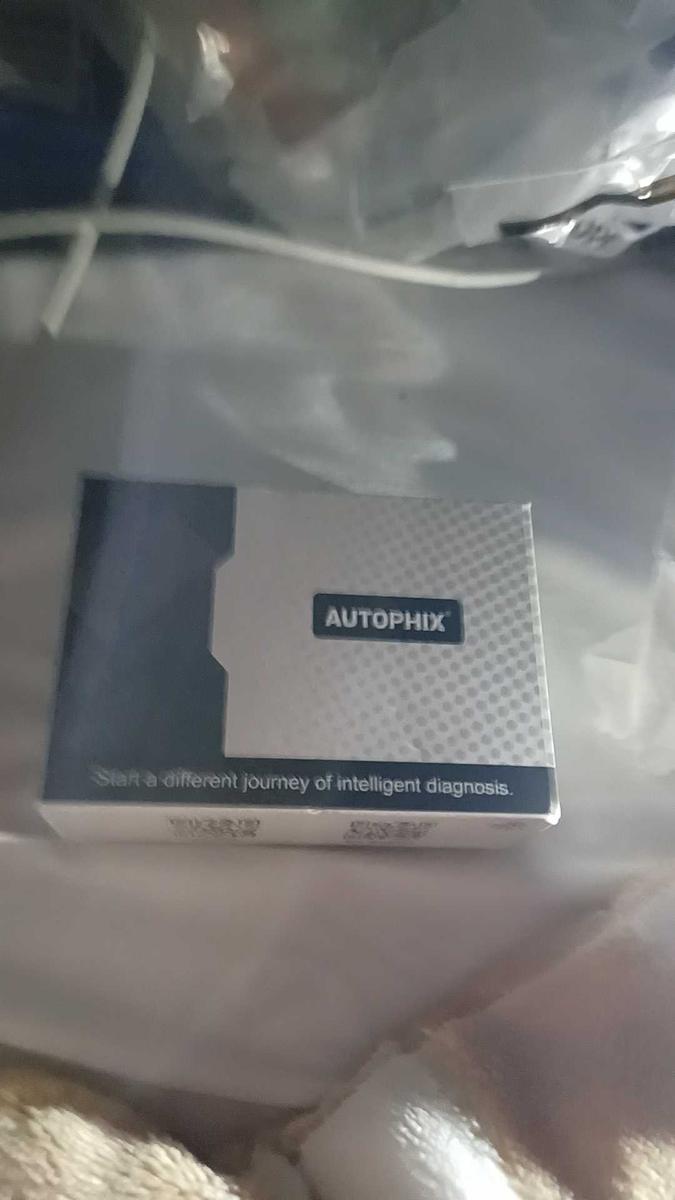 AUTOPHIX
Start a different journey of intelligent diagnosis.